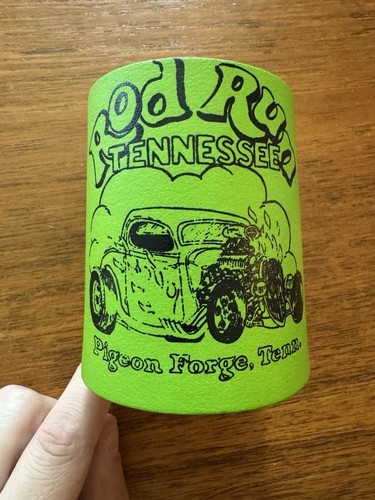 Rod Run
TENNESSEE
Pigeon Forge, Tenn.